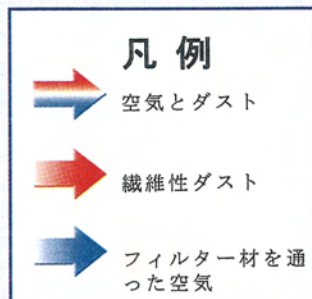 凡例
空気とダスト
繊維性ダスト
フィルター材を通
った空気